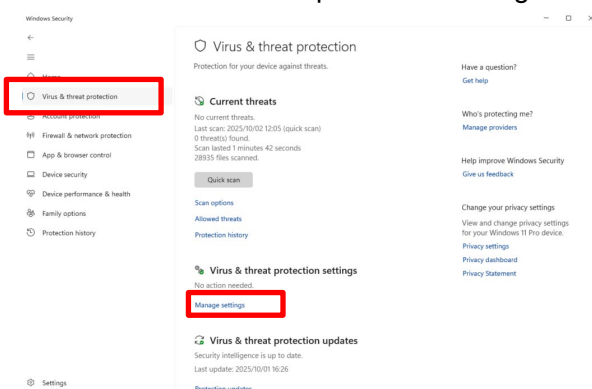 Windows Security
Home
Virus & threat protection
Account protection
Firewall & network protection
App & browser control
Device security
Device performance & health
Family options
Protection history
Settings
Virus & threat protection
Protection for your device against threats.
Current threats
No current threats.
Last scan: 2025/10/02 12:05 (quick scan)
0 threat(s) found.
Scan lasted 1 minutes 42 seconds
28935 files scanned.
Quick scan
Scan options
Allowed threats
Protection history
Virus & threat protection settings
No action needed.
Manage settings
Virus & threat protection updates
Security intelligence is up to date.
Last update: 2025/10/01 16:26
Protection updates
Have a question?
Get help
Who's protecting me?
Manage providers
Help improve Windows Security
Give us feedback
Change your privacy settings
View and change privacy settings
for your Windows 11 Pro device.
Privacy settings
Privacy dashboard
Privacy Statement